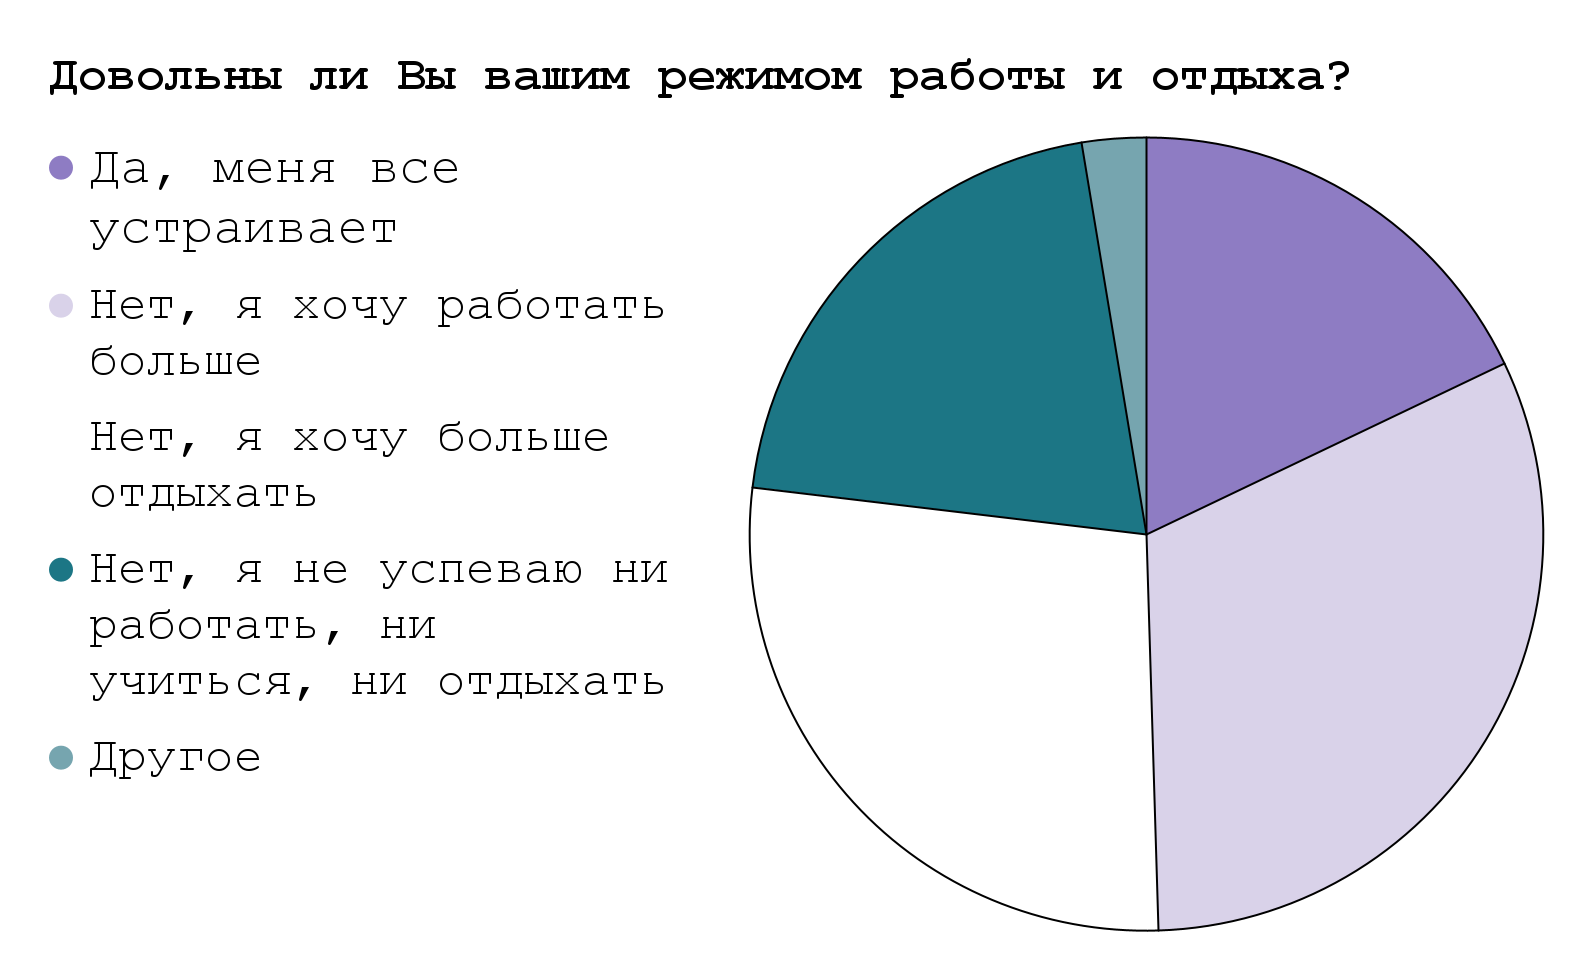 Довольны ли Вы вашим режимом работы и отдыха?
Да, меня все
устраивает
Нет, я хочу работать
больше
Нет, я хочу больше
отдыхать
Нет, я не успеваю ни
работать, ни
учиться, ни отдыхать
Другое